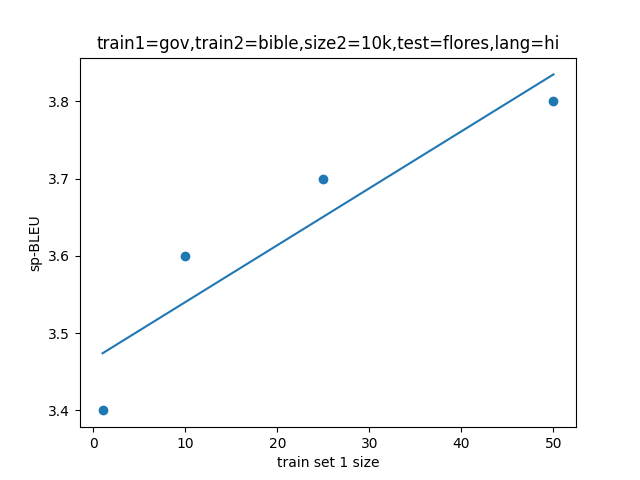 train1=gov,train2=bible,size2=10k,test=flores,lang=hi
3.8
3.7
3.6
3.5
3.4
sp-BLEU
0 10 20 30 40 50
train set 1 size